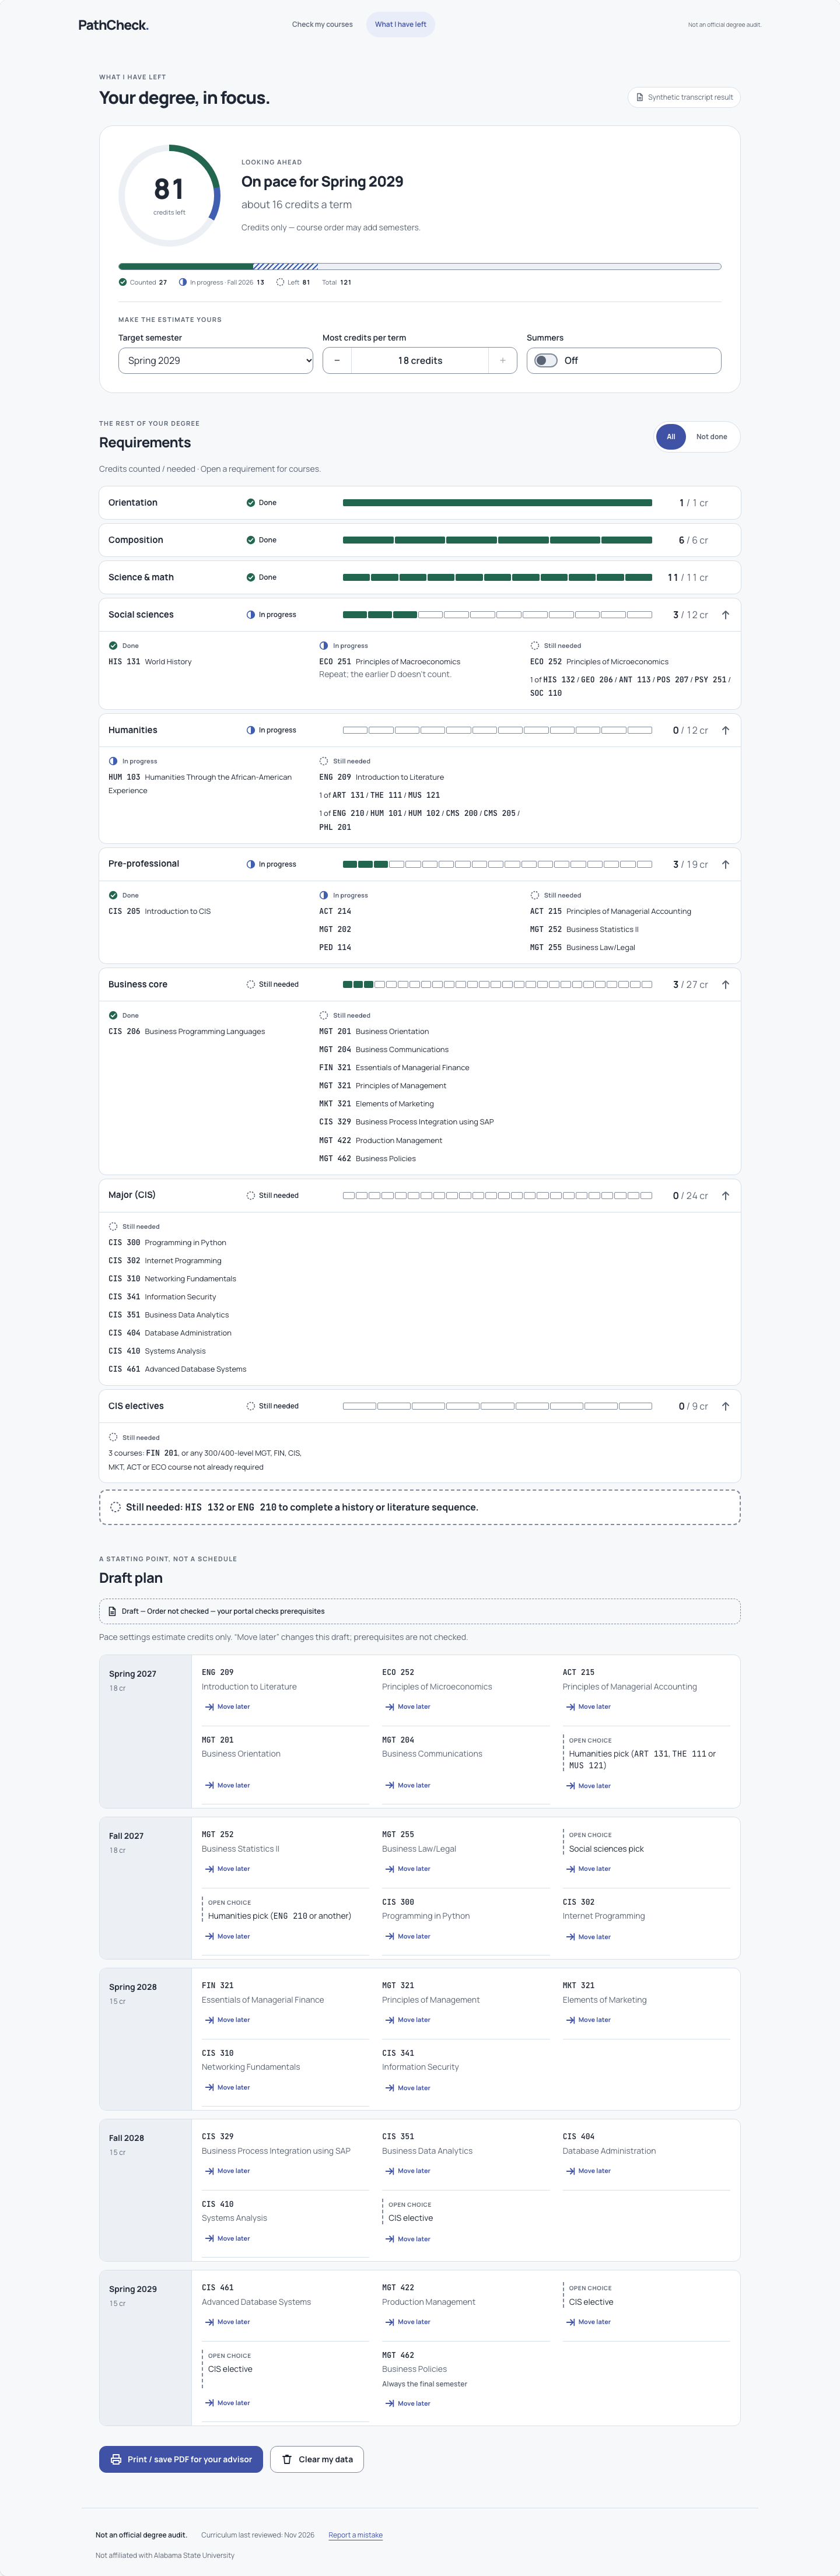 PathCheck.
Check my courses
What I have left
Not an official degree audit.
WHAT I HAVE LEFT
Your degree, in focus.
Synthetic transcript result
81
credits left
LOOKING AHEAD
On pace for Spring 2029
about 16 credits a term
Credits only — course order may add semesters.
Counted 27
In progress · Fall 2026 13
Left 81
Total 121
MAKE THE ESTIMATE YOURS
Target semester
Most credits per term
Summers
Spring 2029
− 18 credits +
Off
THE REST OF YOUR DEGREE
Requirements
All
Not done
Credits counted / needed · Open a requirement for courses.
Orientation Done 1 / 1 cr
Composition Done 6 / 6 cr
Science & math Done 11 / 11 cr
Social sciences In progress 3 / 12 cr
Done
HIS 131 World History
In progress
ECO 251 Principles of Macroeconomics
Repeat; the earlier D doesn't count.
Still needed
ECO 252 Principles of Microeconomics
1 of HIS 132 / GEO 206 / ANT 113 / POS 207 / PSY 251 /
SOC 110
Humanities In progress 0 / 12 cr
In progress
HUM 103 Humanities Through the African-American
Experience
Still needed
ENG 209 Introduction to Literature
1 of ART 131 / THE 111 / MUS 121
1 of ENG 210 / HUM 101 / HUM 102 / CMS 200 / CMS 205 /
PHL 201
Pre-professional In progress 3 / 19 cr
Done
CIS 205 Introduction to CIS
In progress
ACT 214
MGT 202
PED 114
Still needed
ACT 215 Principles of Managerial Accounting
MGT 252 Business Statistics II
MGT 255 Business Law/Legal
Business core Still needed 3 / 27 cr
Done
CIS 206 Business Programming Languages
Still needed
MGT 201 Business Orientation
MGT 204 Business Communications
FIN 321 Essentials of Managerial Finance
MGT 321 Principles of Management
MKT 321 Elements of Marketing
CIS 329 Business Process Integration using SAP
MGT 422 Production Management
MGT 462 Business Policies
Major (CIS) Still needed 0 / 24 cr
Still needed
CIS 300 Programming in Python
CIS 302 Internet Programming
CIS 310 Networking Fundamentals
CIS 341 Information Security
CIS 351 Business Data Analytics
CIS 404 Database Administration
CIS 410 Systems Analysis
CIS 461 Advanced Database Systems
CIS electives Still needed 0 / 9 cr
Still needed
3 courses: FIN 201, or any 300/400-level MGT, FIN, CIS,
MKT, ACT or ECO course not already required
Still needed: HIS 132 or ENG 210 to complete a history or literature sequence.
A STARTING POINT, NOT A SCHEDULE
Draft plan
Draft — Order not checked — your portal checks prerequisites
Pace settings estimate credits only. “Move later” changes this draft; prerequisites are not checked.
Spring 2027
18 cr
ENG 209
Introduction to Literature
Move later
ECO 252
Principles of Microeconomics
Move later
ACT 215
Principles of Managerial Accounting
Move later
MGT 201
Business Orientation
Move later
MGT 204
Business Communications
Move later
OPEN CHOICE
Humanities pick (ART 131, THE 111 or
MUS 121)
Move later
Fall 2027
18 cr
MGT 252
Business Statistics II
Move later
MGT 255
Business Law/Legal
Move later
OPEN CHOICE
Social sciences pick
Move later
OPEN CHOICE
Humanities pick (ENG 210 or another)
Move later
CIS 300
Programming in Python
Move later
CIS 302
Internet Programming
Move later
Spring 2028
15 cr
FIN 321
Essentials of Managerial Finance
Move later
MGT 321
Principles of Management
Move later
MKT 321
Elements of Marketing
Move later
CIS 310
Networking Fundamentals
Move later
CIS 341
Information Security
Move later
Fall 2028
15 cr
CIS 329
Business Process Integration using SAP
Move later
CIS 351
Business Data Analytics
Move later
CIS 404
Database Administration
Move later
CIS 410
Systems Analysis
Move later
OPEN CHOICE
CIS elective
Move later
Spring 2029
15 cr
CIS 461
Advanced Database Systems
Move later
MGT 422
Production Management
Move later
OPEN CHOICE
CIS elective
Move later
OPEN CHOICE
CIS elective
Move later
MGT 462
Business Policies
Always the final semester
Move later
Print / save PDF for your advisor
Clear my data
Not an official degree audit.
Curriculum last reviewed: Nov 2026
Report a mistake
Not affiliated with Alabama State University